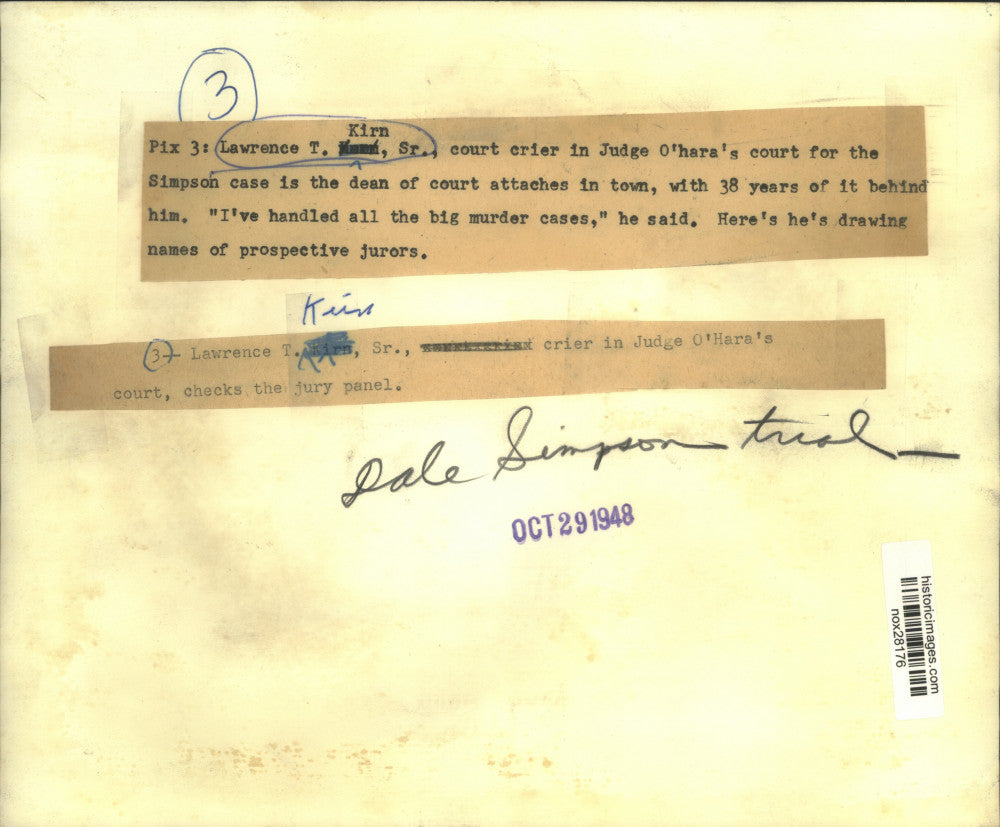 3
Kirn
Pix 3: Lawrence T. , Sr., court crier in Judge O'hara's court for the
Simpson case is the dean of court attaches in town, with 38 years of it behind
him. "I've handled all the big murder cases," he said. Here's he's drawing
names of prospective jurors.
Kirn
3- Lawrence T. Kirn, Sr., crier in Judge O'Hara's
court, checks the jury panel.
Dale Simpson trial
OCT 29 1948
historicimages.com
nox28176